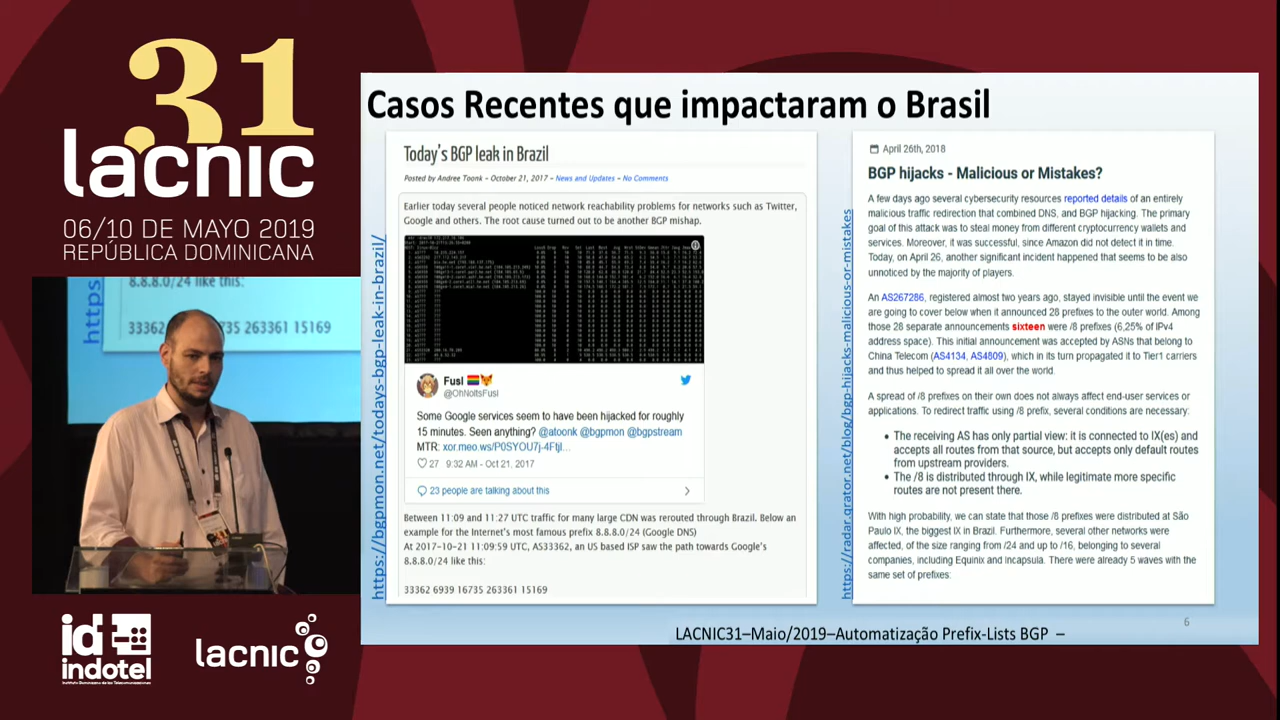 31
lacnic
06/10 DE MAYO 2019
REPÚBLICA DOMINICANA
https:
8.8.8.0/24 like this:
33362 6735 263361 15169
id
indotel
lacnic
Casos Recentes que impactaram o Brasil
https://bgpmon.net/todays-bgp-leak-in-brazil/
Today's BGP leak in Brazil
Posted by Andree Toonk - October 21, 2017 - News and Updates - No Comments
Earlier today several people noticed network reachability problems for networks such as Twitter,
Google and others. The root cause turned out to be another BGP mishap.
Fusl
@OhNoItsFusl
Some Google services seem to have been hijacked for roughly
15 minutes. Seen anything? @atoonk @bgpmon @bgpstream
MTR: xor.meo.ws/P0SYOU7j-4Ftjl...
27 9:32 AM - Oct 21, 2017
23 people are talking about this
Between 11:09 and 11:27 UTC traffic for many large CDN was rerouted through Brazil. Below an
example for the Internet's most famous prefix 8.8.8.0/24 (Google DNS)
At 2017-10-21 11:09:59 UTC, AS33362, an US based ISP saw the path towards Google's
8.8.8.0/24 like this:
33362 6939 16735 263361 15169
https://radar.qrator.net/blog/bgp-hijacks-malicious-or-mistakes
April 26th, 2018
BGP hijacks - Malicious or Mistakes?
A few days ago several cybersecurity resources reported details of an entirely
malicious traffic redirection that combined DNS, and BGP hijacking. The primary
goal of this attack was to steal money from different cryptocurrency wallets and
services. Moreover, it was successful, since Amazon did not detect it in time.
Today, on April 26, another significant incident happened that seems to be also
unnoticed by the majority of players.
An AS267286, registered almost two years ago, stayed invisible until the event we
are going to cover below when it announced 28 prefixes to the outer world. Among
those 28 separate announcements sixteen were /8 prefixes (6,25% of IPv4
address space). This initial announcement was accepted by ASNs that belong to
China Telecom (AS4134, AS4809), which in its turn propagated it to Tier1 carriers
and thus helped to spread it all over the world.
A spread of /8 prefixes on their own does not always affect end-user services or
applications. To redirect traffic using /8 prefix, several conditions are necessary:
• The receiving AS has only partial view: it is connected to IX(es) and
accepts all routes from that source, but accepts only default routes
from upstream providers.
• The /8 is distributed through IX, while legitimate more specific
routes are not present there.
With high probability, we can state that those /8 prefixes were distributed at São
Paulo IX, the biggest IX in Brazil. Furthermore, several other networks were
affected, of the size ranging from /24 and up to /16, belonging to several
companies, including Equinix and Incapsula. There were already 5 waves with the
same set of prefixes:
6
LACNIC31–Maio/2019–Automatização Prefix-Lists BGP –